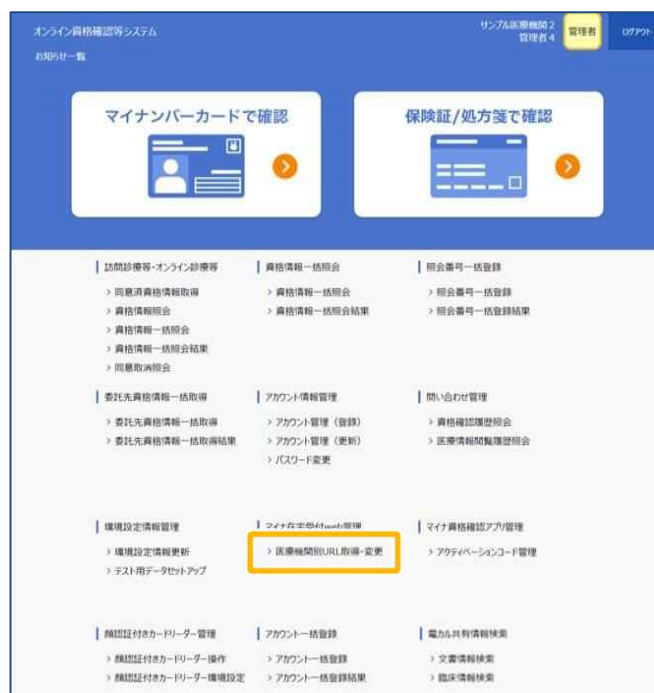 オンライン資格確認等システム
サンプル医療機関2
管理者4
管理者
ログアウト
お知らせ一覧
マイナンバーカードで確認
保険証/処方箋で確認
訪問診療等・オンライン診療等
> 同意済資格情報取得
> 資格情報照会
> 資格情報一括照会
> 資格情報一括照会結果
> 同意取消照会
資格情報一括照会
> 資格情報一括照会
> 資格情報一括照会結果
照会番号一括登録
> 照会番号一括登録
> 照会番号一括登録結果
委託先資格情報一括取得
> 委託先資格情報一括取得
> 委託先資格情報一括取得結果
アカウント情報管理
> アカウント管理（登録）
> アカウント管理（更新）
> パスワード変更
問い合わせ管理
> 資格確認履歴照会
> 医療情報閲覧履歴照会
環境設定情報管理
> 環境設定情報更新
> テスト用データセットアップ
マイナ在宅受付web管理
> 医療機関別URL取得・変更
マイナ資格確認アプリ管理
> アクティベーションコード管理
顔認証付きカードリーダー管理
> 顔認証付きカードリーダー操作
> 顔認証付きカードリーダー環境設定
アカウント一括登録
> アカウント一括登録
> アカウント一括登録結果
電カル共有情報検索
> 文書情報検索
> 臨床情報検索